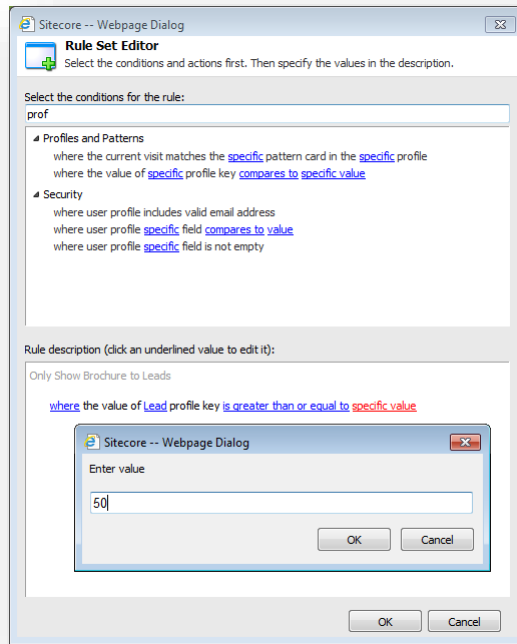 Sitecore -- Webpage Dialog
Rule Set Editor
Select the conditions and actions first. Then specify the values in the description.
Select the conditions for the rule:
prof
Profiles and Patterns
where the current visit matches the specific pattern card in the specific profile
where the value of specific profile key compares to specific value
Security
where user profile includes valid email address
where user profile specific field compares to value
where user profile specific field is not empty
Rule description (click an underlined value to edit it):
Only Show Brochure to Leads
where the value of Lead profile key is greater than or equal to specific value
Sitecore -- Webpage Dialog
Enter value
50
OK Cancel
OK Cancel